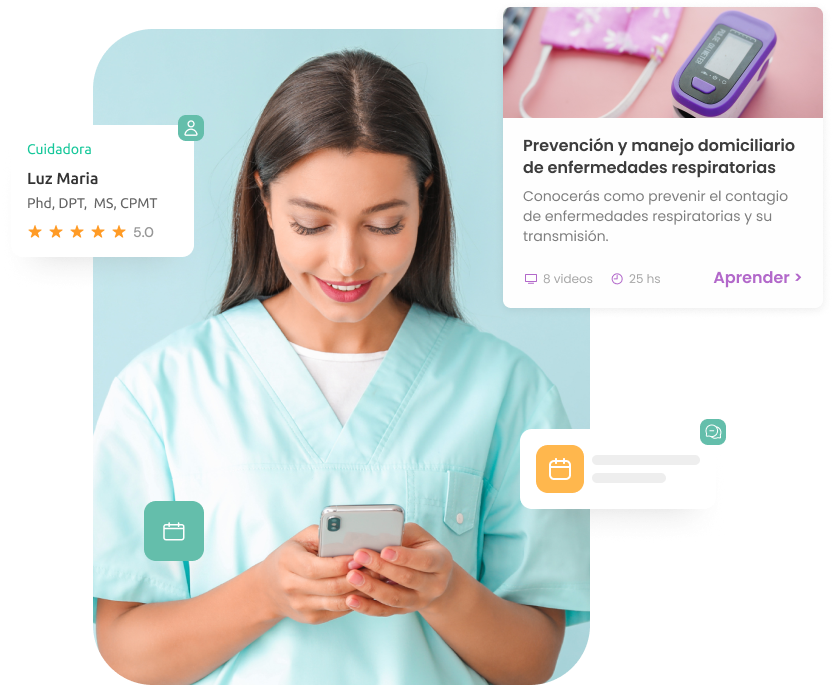 Cuidadora
Luz Maria
Phd, DPT, MS, CPMT
5.0
Prevención y manejo domiciliario
de enfermedades respiratorias
Conocerás como prevenir el contagio
de enfermedades respiratorias y su
transmisión.
8 videos
25 hs
Aprender >